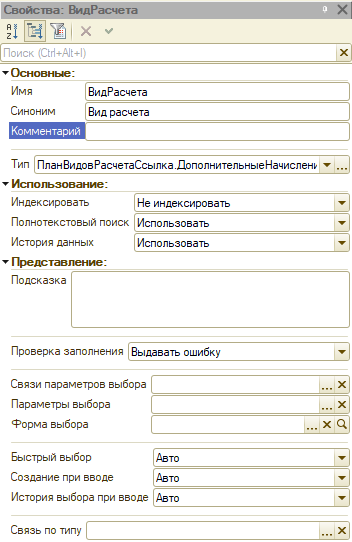 Свойства: ВидРасчета
Поиск (Ctrl+Alt+I)
Основные:
Имя ВидРасчета
Синоним Вид расчета
Комментарий
Тип ПланВидовРасчетаСсылка.ДополнительныеНачислени
Использование:
Индексировать Не индексировать
Полнотекстовый поиск Использовать
История данных Использовать
Представление:
Подсказка
Проверка заполнения Выдавать ошибку
Связи параметров выбора
Параметры выбора
Форма выбора
Быстрый выбор Авто
Создание при вводе Авто
История выбора при вводе Авто
Связь по типу